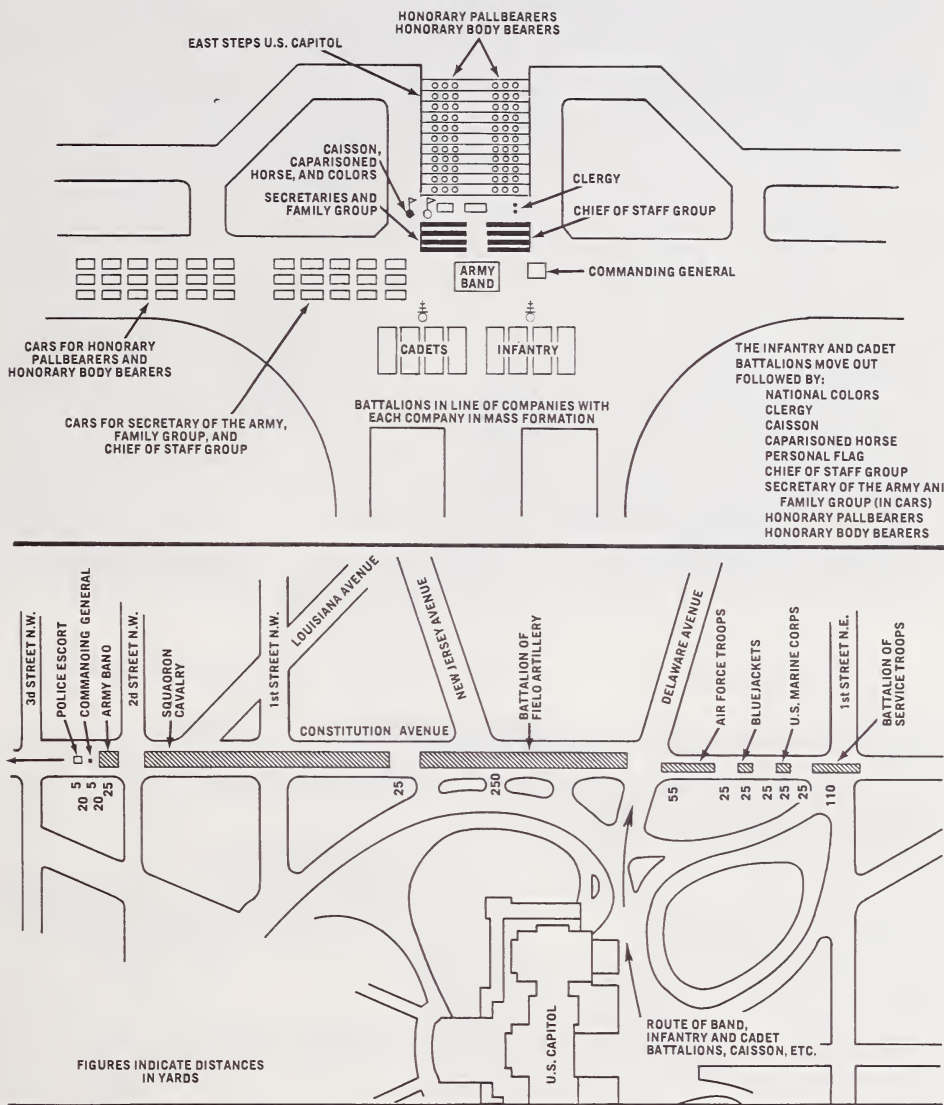 HONORARY PALLBEARERS
HONORARY BODY BEARERS
EAST STEPS U.S. CAPITOL
CAISSON,
CAPARISONED
HORSE, AND COLORS
SECRETARIES AND
FAMILY GROUP
CLERGY
CHIEF OF STAFF GROUP
ARMY
BAND
COMMANDING GENERAL
CADETS
INFANTRY
CARS FOR HONORARY
PALLBEARERS AND
HONORARY BODY BEARERS
CARS FOR SECRETARY OF THE ARMY,
FAMILY GROUP, AND
CHIEF OF STAFF GROUP
BATTALIONS IN LINE OF COMPANIES WITH
EACH COMPANY IN MASS FORMATION
THE INFANTRY AND CADET
BATTALIONS MOVE OUT
FOLLOWED BY:
NATIONAL COLORS
CLERGY
CAISSON
CAPARISONED HORSE
PERSONAL FLAG
CHIEF OF STAFF GROUP
SECRETARY OF THE ARMY AN
FAMILY GROUP (IN CARS)
HONORARY PALLBEARERS
HONORARY BODY BEARERS
3d STREET N.W.
POLICE ESCORT
COMMANOING GENERAL
ARMY BANO
2d STREET N.W.
SQUAORON
CAVALRY
1st STREET N.W.
LOUISIANA AVENUE
NEW JERSEY AVENUE
CONSTITUTION AVENUE
BATTALION OF
FIELD ARTILLERY
DELAWARE AVENUE
AIR FORCE TROOPS
BLUEJACKETS
U.S. MARINE CORPS
1st STREET N.E.
BATTALION OF
SERVICE TROOPS
5
20
5
20
25
25
250
55
25
25
25
25
25
110
U.S. CAPITOL
ROUTE OF BAND,
INFANTRY AND CADET
BATTALIONS, CAISSON, ETC.
FIGURES INDICATE DISTANCES
IN YARDS